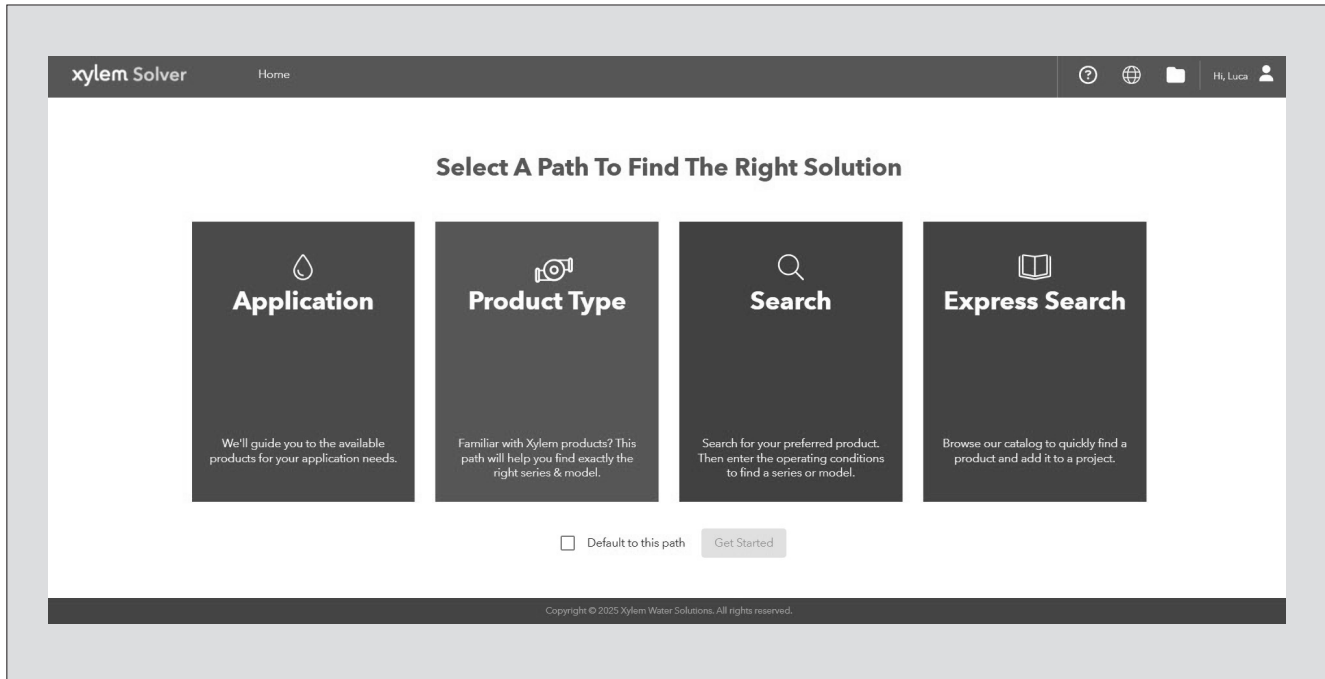 xylem Solver
Home
Hi, Luca
Select A Path To Find The Right Solution
Application
We'll guide you to the available
products for your application needs.
Product Type
Familiar with Xylem products? This
path will help you find exactly the
right series & model.
Search
Search for your preferred product.
Then enter the operating conditions
to find a series or model.
Express Search
Browse our catalog to quickly find a
product and add it to a project.
Default to this path
Get Started
Copyright © 2025 Xylem Water Solutions. All rights reserved.